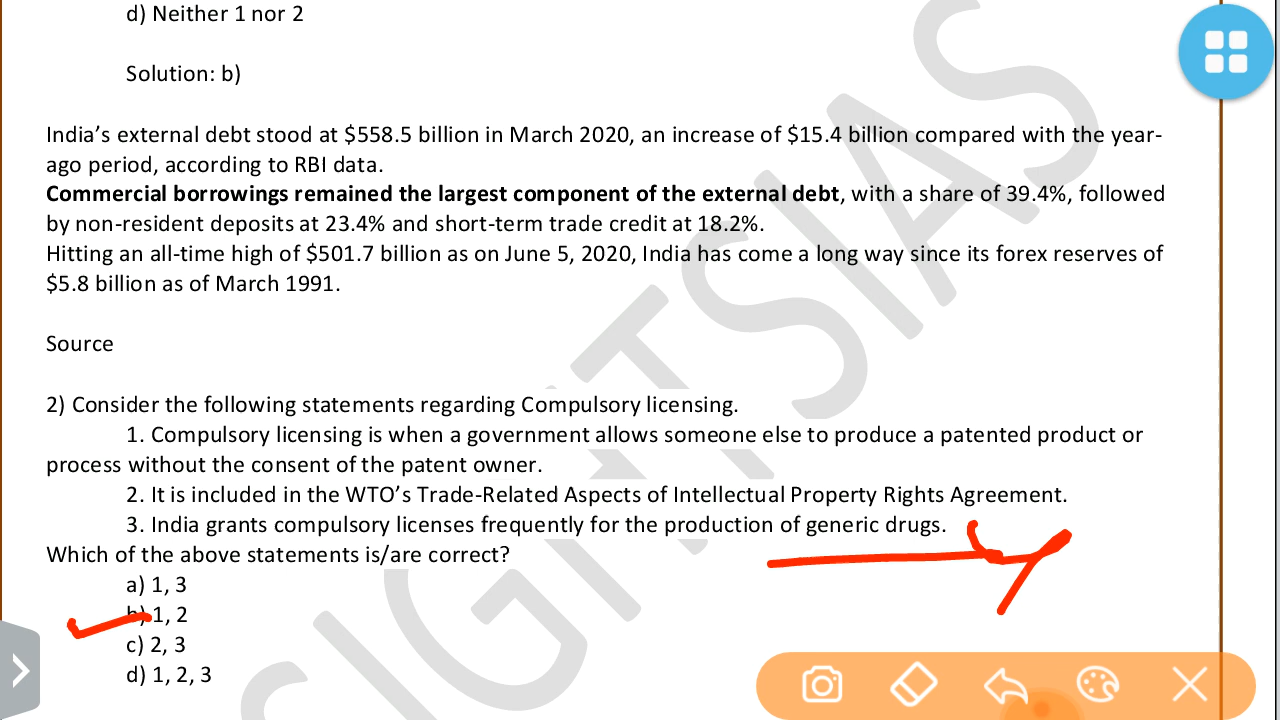 d) Neither 1 nor 2
Solution: b)
India’s external debt stood at $558.5 billion in March 2020, an increase of $15.4 billion compared with the year-
ago period, according to RBI data.
Commercial borrowings remained the largest component of the external debt, with a share of 39.4%, followed
by non-resident deposits at 23.4% and short-term trade credit at 18.2%.
Hitting an all-time high of $501.7 billion as on June 5, 2020, India has come a long way since its forex reserves of
$5.8 billion as of March 1991.
Source
2) Consider the following statements regarding Compulsory licensing.
1. Compulsory licensing is when a government allows someone else to produce a patented product or
process without the consent of the patent owner.
2. It is included in the WTO’s Trade-Related Aspects of Intellectual Property Rights Agreement.
3. India grants compulsory licenses frequently for the production of generic drugs.
Which of the above statements is/are correct?
a) 1, 3
b) 1, 2
c) 2, 3
d) 1, 2, 3
SIGHTSIAS